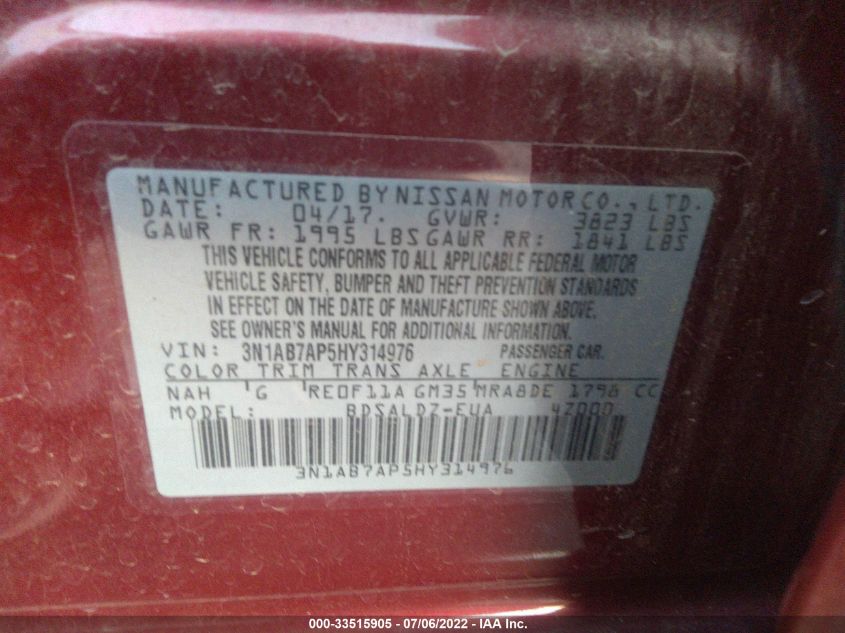 MANUFACTURED BY NISSAN MOTOR CO., LTD.
DATE: 04/17. GVWR: 3823 LBS
GAWR FR: 1995 LBS GAWR RR: 1841 LBS
THIS VEHICLE CONFORMS TO ALL APPLICABLE FEDERAL MOTOR
VEHICLE SAFETY, BUMPER AND THEFT PREVENTION STANDARDS
IN EFFECT ON THE DATE OF MANUFACTURE SHOWN ABOVE.
SEE OWNER'S MANUAL FOR ADDITIONAL INFORMATION.
VIN: 3N1AB7AP5HY314976 PASSENGER CAR.
COLOR TRIM TRANS AXLE ENGINE
NAH G RE0F11A GM35 MRA8DE 1796 CC
MODEL: BDSALDZ-EUA 4Z000
3N1AB7AP5HY314976
000-33515905 - 07/06/2022 - IAA Inc.